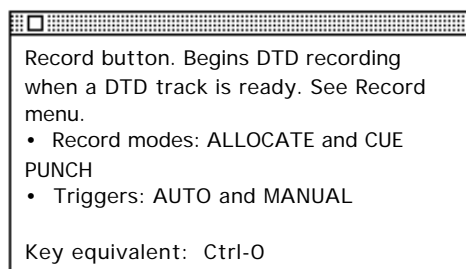 Record button. Begins DTD recording
when a DTD track is ready. See Record
menu.
• Record modes: ALLOCATE and CUE
PUNCH
• Triggers: AUTO and MANUAL
Key equivalent: Ctrl-O